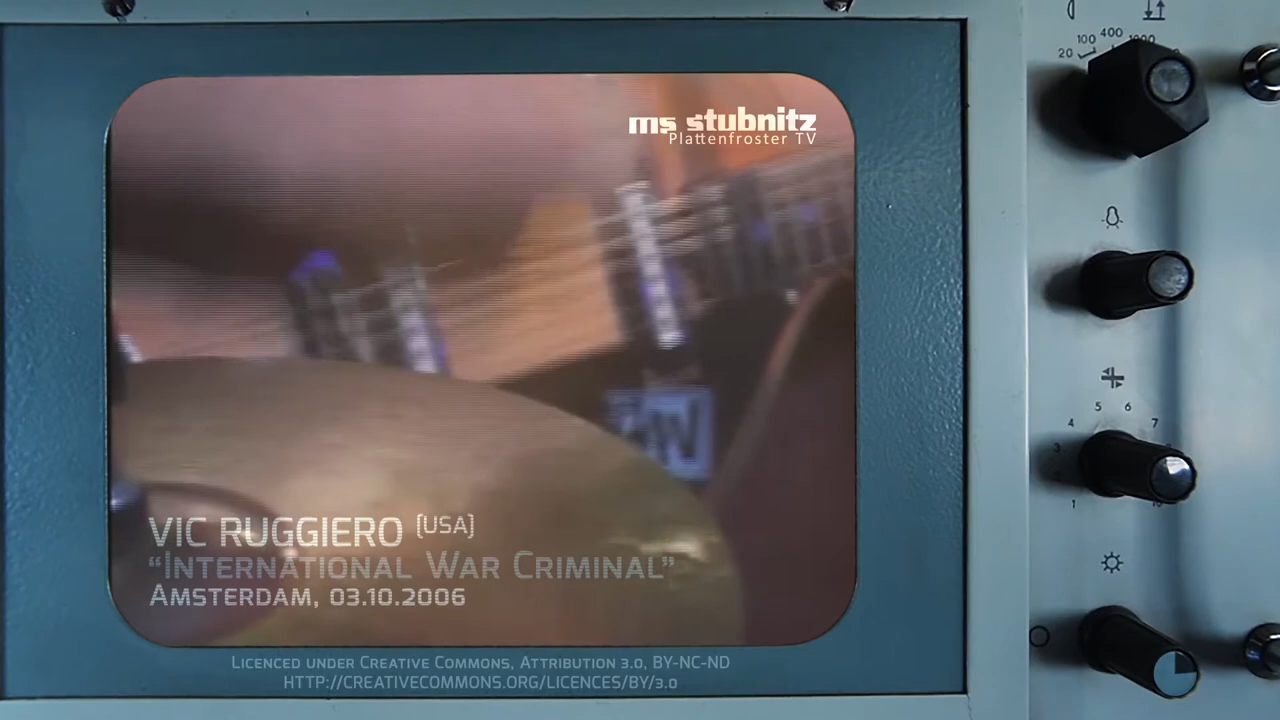 ms stubnitz
Plattenfroster TV
20 100 400 1000
W
VIC RUGGIERO (USA)
“INTERNATIONAL WAR CRIMINAL”
AMSTERDAM, 03.10.2006
LICENCED UNDER CREATIVE COMMONS, ATTRIBUTION 3.0, BY-NC-ND
HTTP://CREATIVECOMMONS.ORG/LICENCES/BY/3.0
5 6
4 7
3
1 10